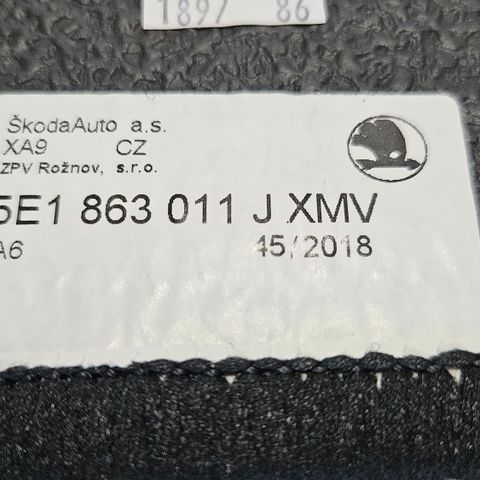 1897 86
ŠkodaAuto a.s.
XA9 CZ
ZPV Rožnov, s.r.o.
5E1 863 011 J XMV
A6 45/2018